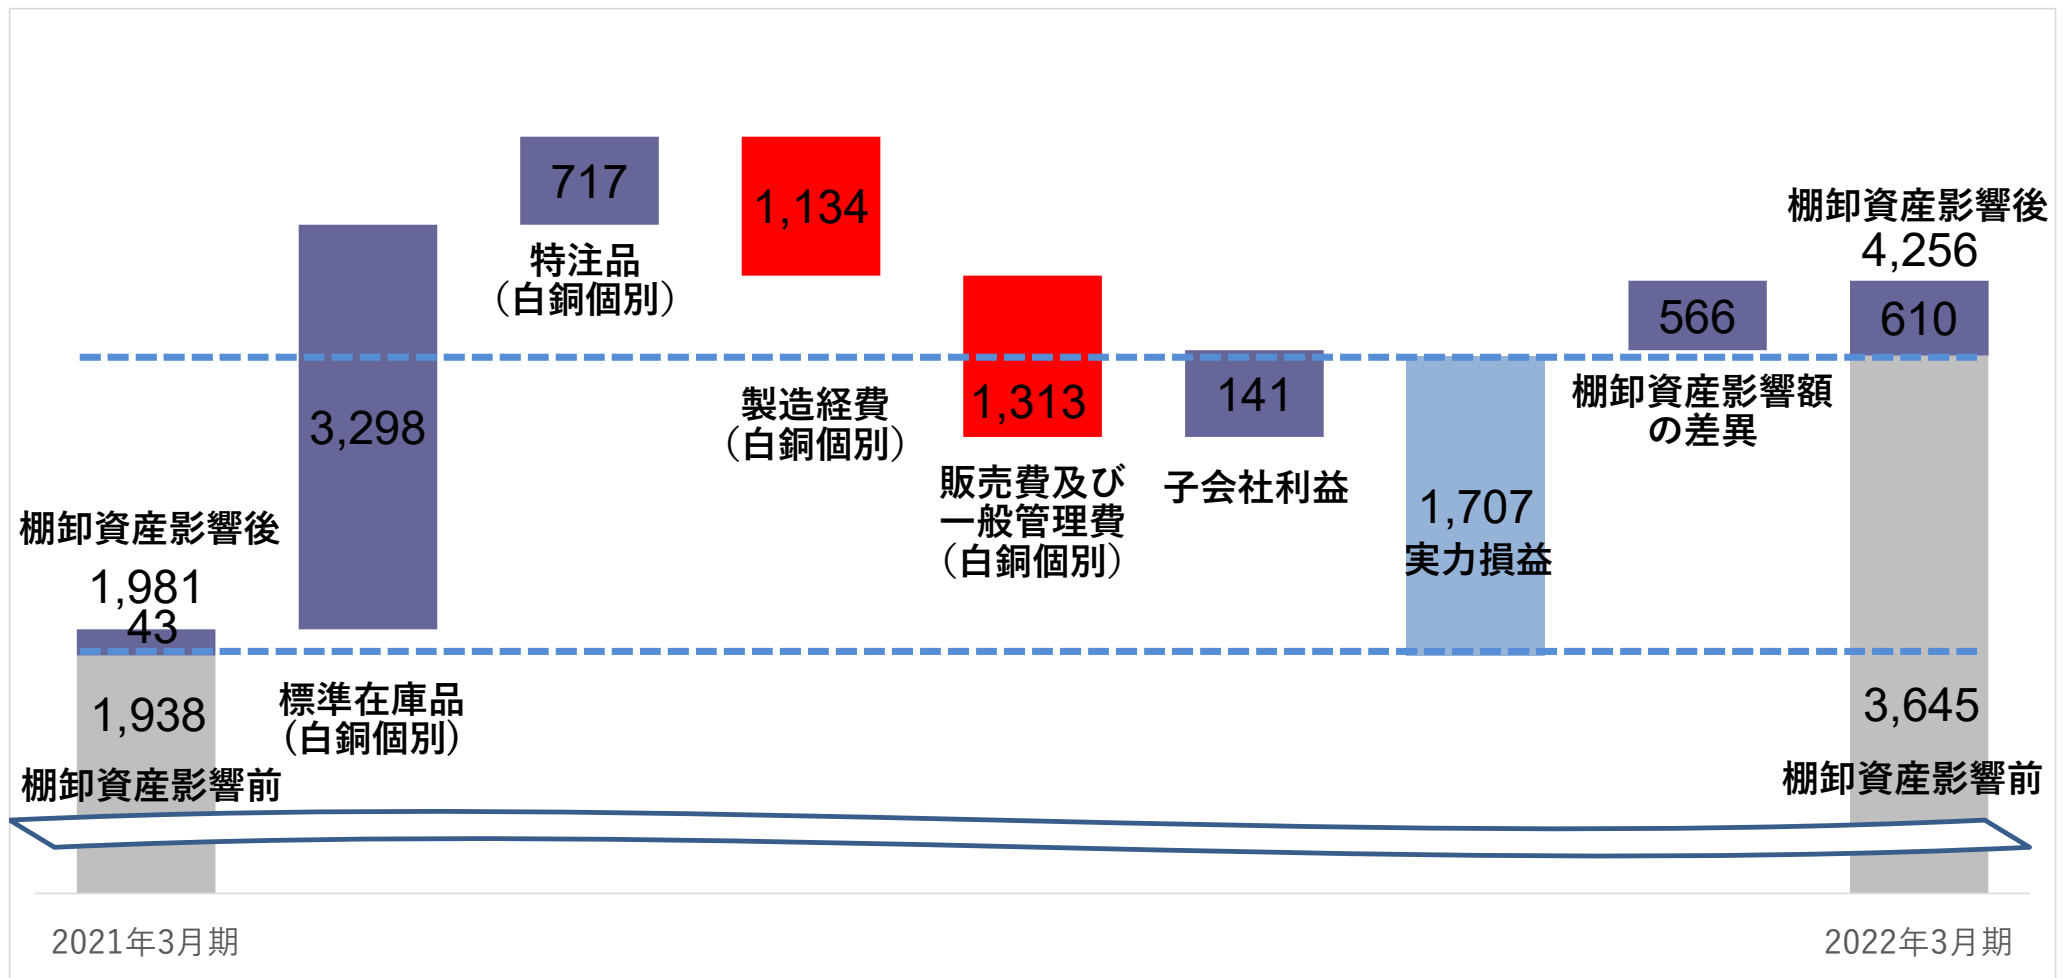 棚卸資産影響後
1,981
43
1,938
棚卸資産影響前
3,298
標準在庫品
(白銅個別)
717
特注品
（白銅個別）
1,134
製造経費
（白銅個別）
1,313
販売費及び
一般管理費
（白銅個別）
141
子会社利益
1,707
実力損益
566
棚卸資産影響額
の差異
棚卸資産影響後
4,256
610
3,645
棚卸資産影響前
2021年3月期
2022年3月期